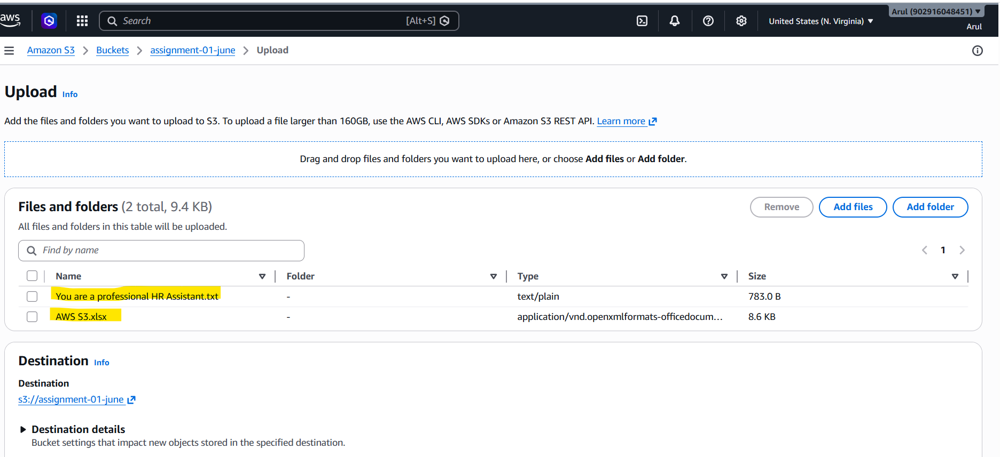 aws
Search [Alt+S]
United States (N. Virginia)
Arul (902916048451)
Arul
Amazon S3 > Buckets > assignment-01-june > Upload
Upload Info
Add the files and folders you want to upload to S3. To upload a file larger than 160GB, use the AWS CLI, AWS SDKs or Amazon S3 REST API. Learn more
Drag and drop files and folders you want to upload here, or choose Add files or Add folder.
Files and folders (2 total, 9.4 KB)
Remove Add files Add folder
All files and folders in this table will be uploaded.
Find by name
1
Name Folder Type Size
You are a professional HR Assistant.txt - text/plain 783.0 B
AWS S3.xlsx - application/vnd.openxmlformats-officedocum... 8.6 KB
Destination Info
Destination
s3://assignment-01-june
Destination details
Bucket settings that impact new objects stored in the specified destination.